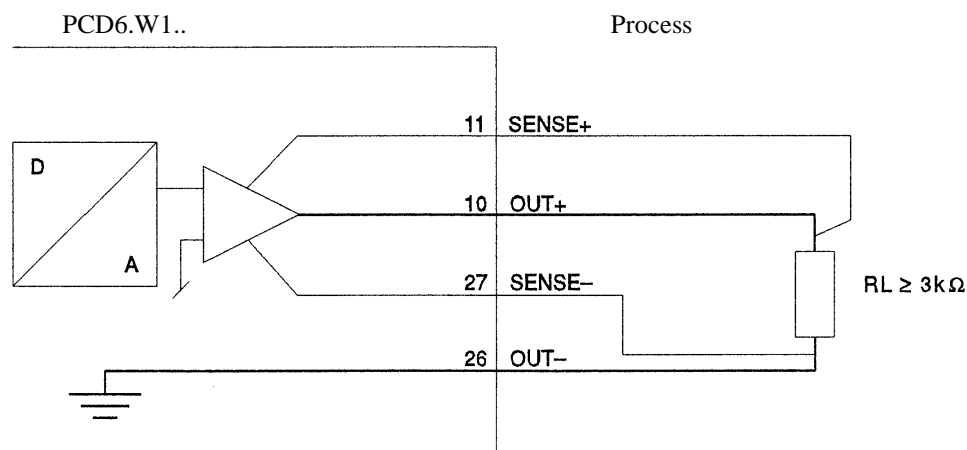 PCD6.W1.. Process
11 SENSE+
D
10 OUT+
A
27 SENSE–
RL ≥ 3kΩ
26 OUT–